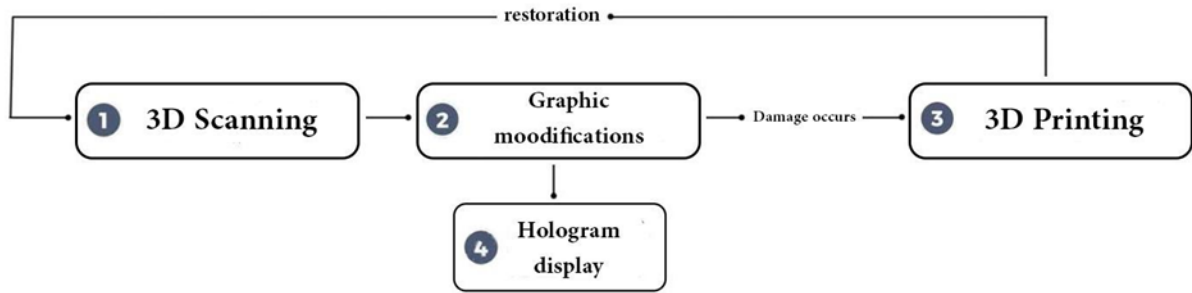 restoration
1 3D Scanning
2 Graphic
moodifications
Damage occurs
3 3D Printing
4 Hologram
display